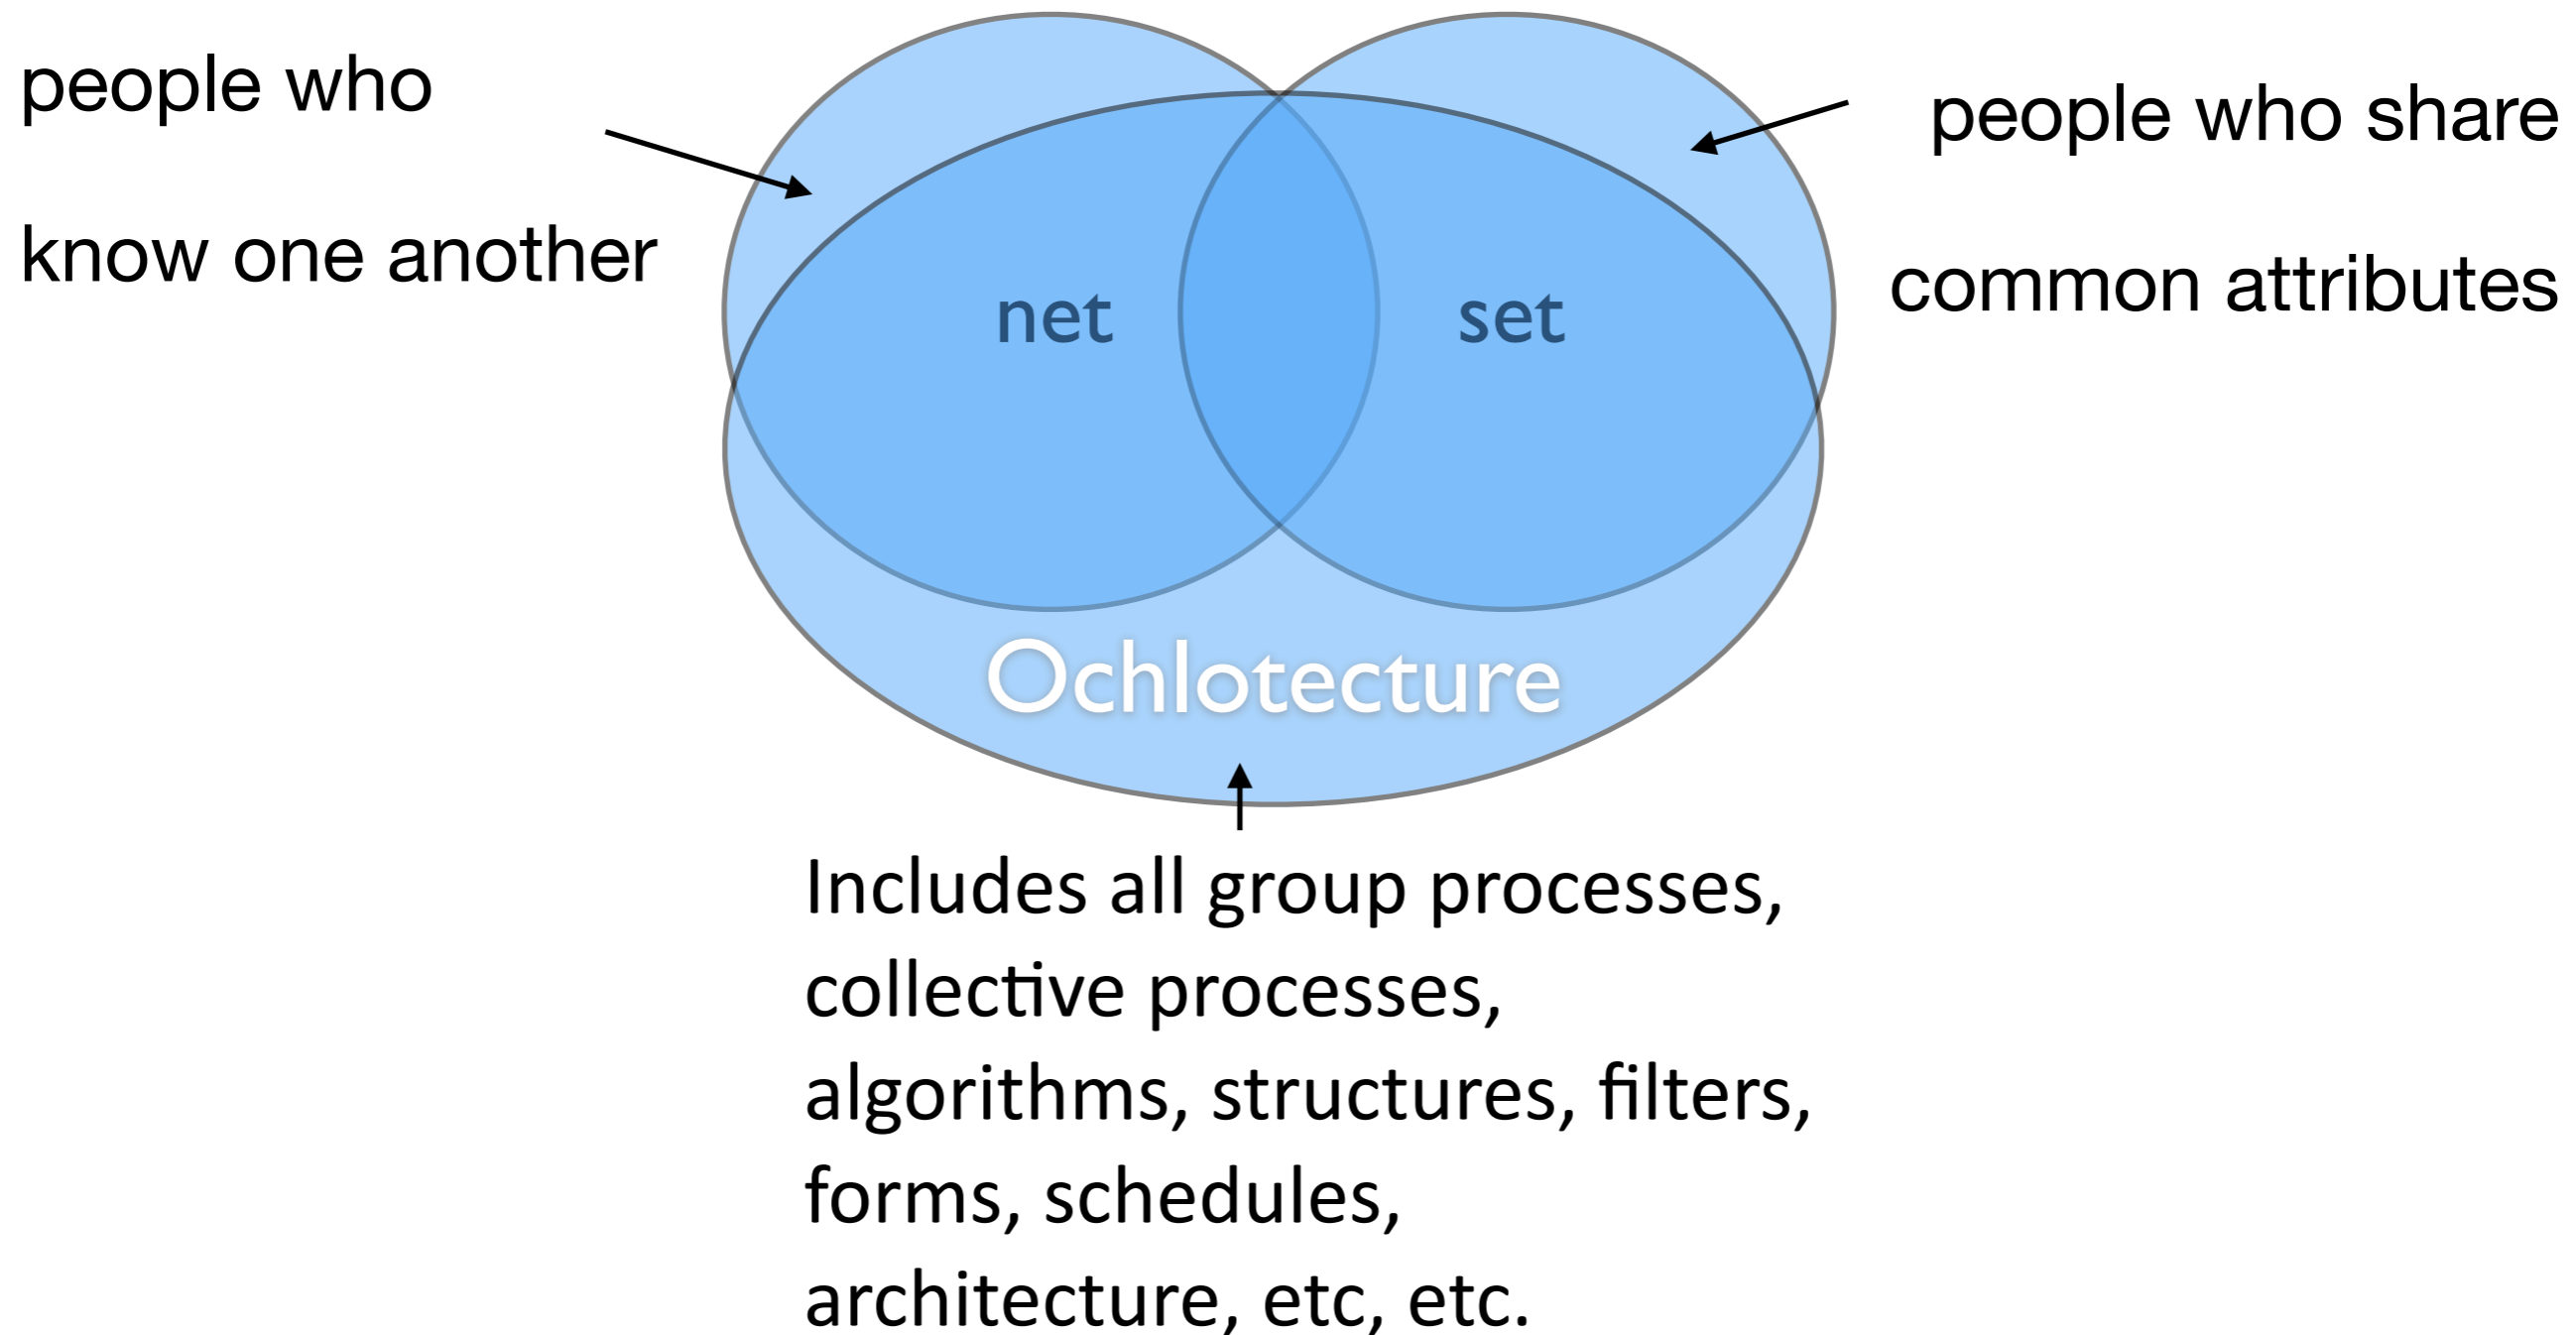 people who
know one another
people who share
common attributes
net
set
Ochlotecture
Includes all group processes,
collective processes,
algorithms, structures, filters,
forms, schedules,
architecture, etc, etc.